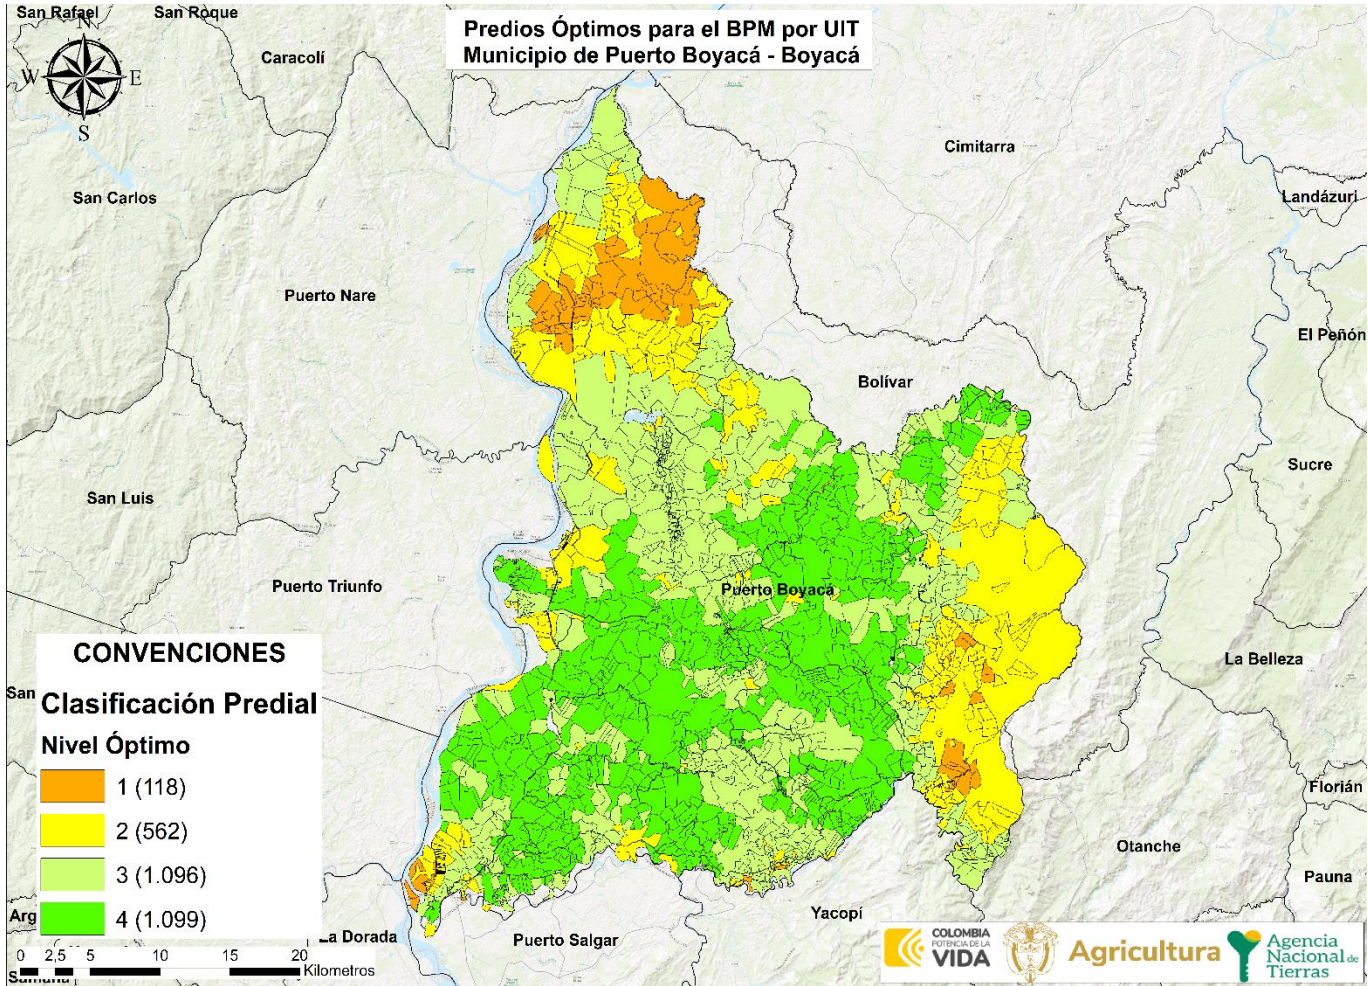 San Rafael
San Roque
Predios Óptimos para el BPM por UIT
Municipio de Puerto Boyacá - Boyacá
N
W
E
S
Caracolí
Cimitarra
San Carlos
Landázuri
Puerto Nare
El Peñón
Bolívar
Sucre
San Luis
Puerto Triunfo
Puerto Boyacá
La Belleza
CONVENCIONES
San
Clasificación Predial
Nivel Óptimo
1 (118)
2 (562)
3 (1.096)
4 (1.099)
Florián
Otanche
Pauna
Yacopí
Arg
La Dorada
Puerto Salgar
0 2,5 5 10 15 20
Kilometros
Samaná
COLOMBIA
POTENCIA DE LA
VIDA
Agricultura
Agencia
Nacional de
Tierras